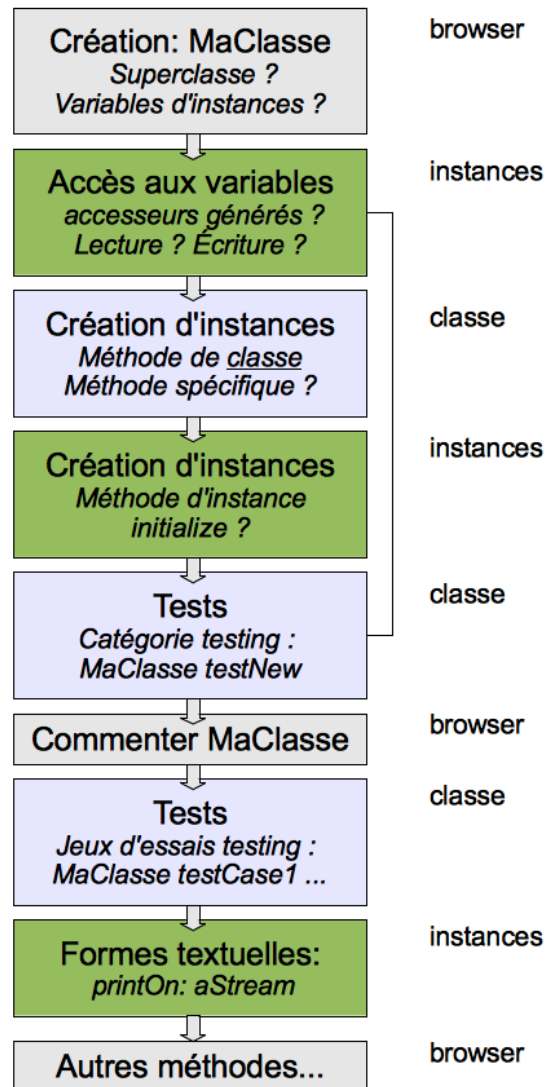 Création: MaClasse
browser
Superclasse ?
Variables d'instances ?
Accès aux variables
instances
accesseurs générés ?
Lecture ? Écriture ?
Création d'instances
classe
Méthode de classe
Méthode spécifique ?
Création d'instances
instances
Méthode d'instance
initialize ?
Tests
classe
Catégorie testing :
MaClasse testNew
Commenter MaClasse
browser
Tests
classe
Jeux d'essais testing :
MaClasse testCase1 ...
Formes textuelles:
instances
printOn: aStream
Autres méthodes...
browser